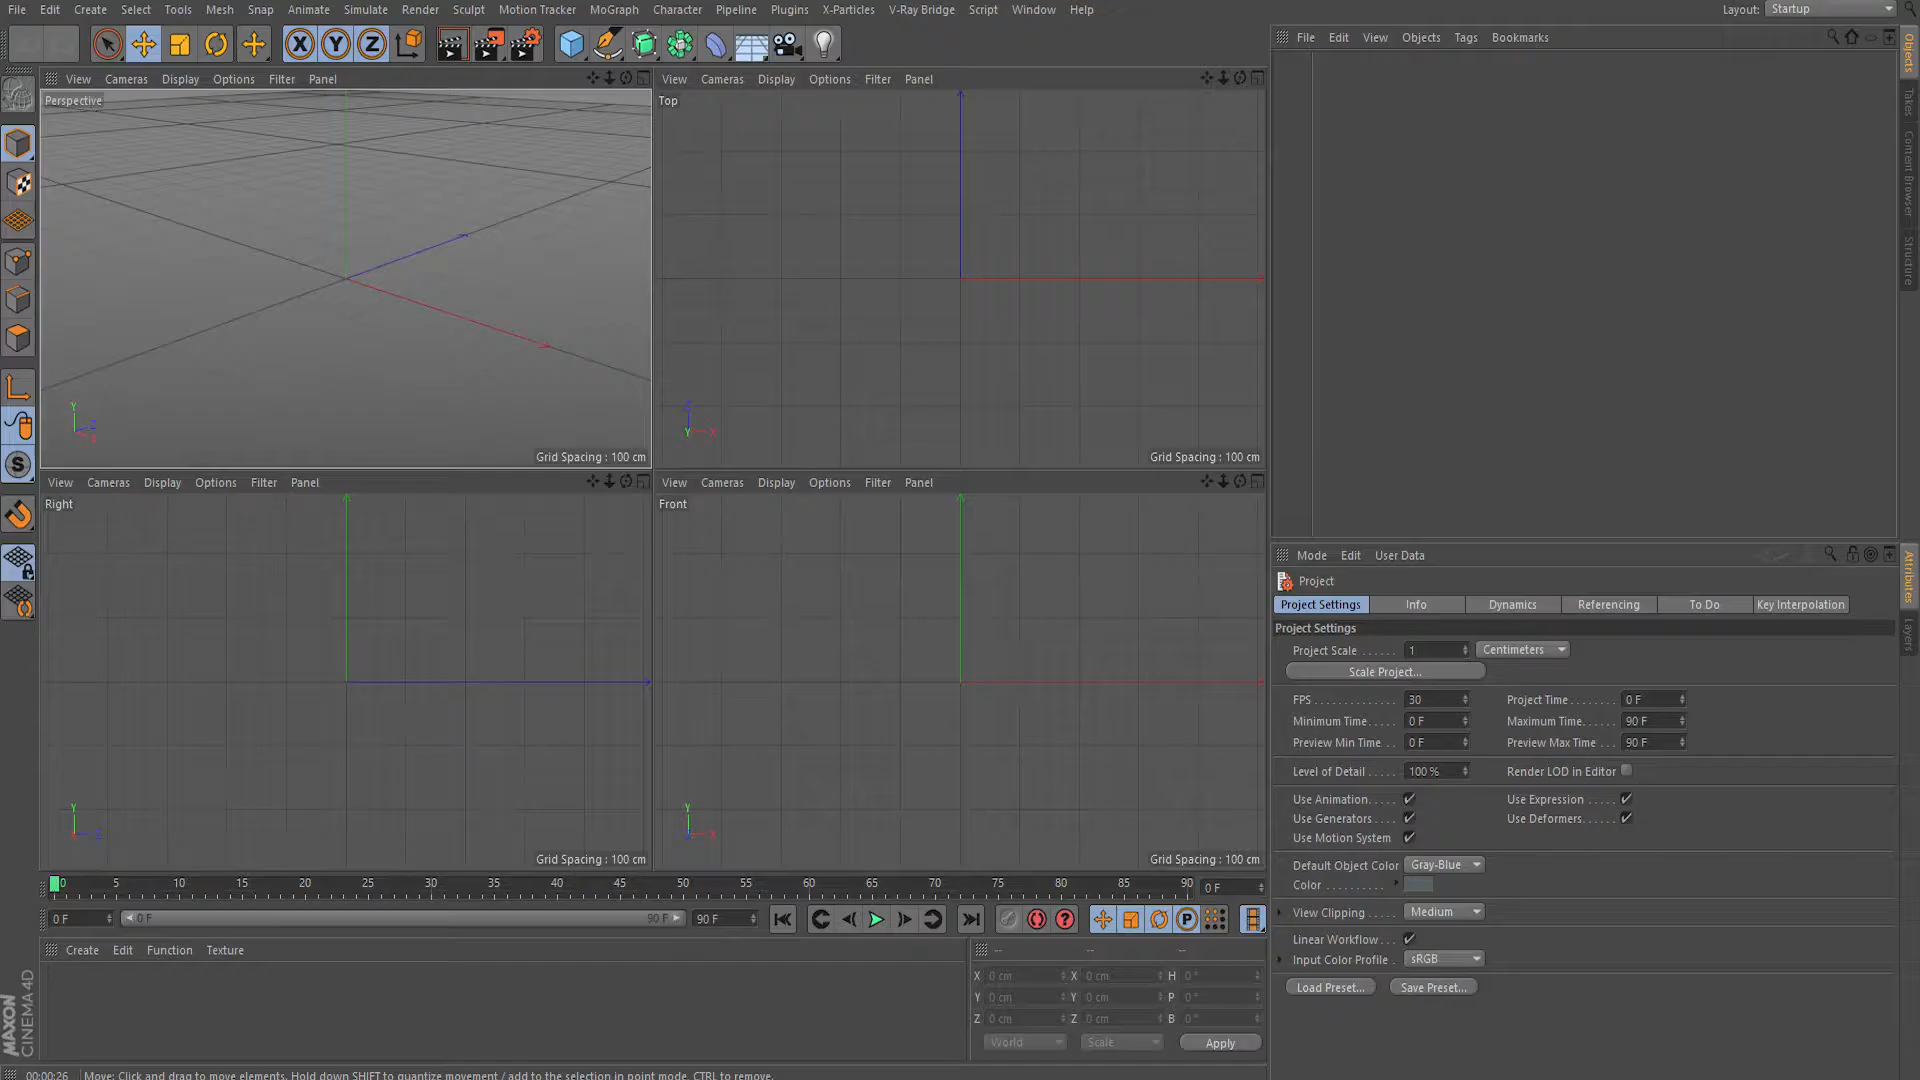 File Edit Create Select Tools Mesh Snap Animate Simulate Render Sculpt Motion Tracker MoGraph Character Pipeline Plugins X-Particles V-Ray Bridge Script Window Help
Layout: Startup
X Y Z
File Edit View Objects Tags Bookmarks
Objects
Takes
Content Browser
Structure
View Cameras Display Options Filter Panel
Perspective
Y
Z
X
Grid Spacing : 100 cm
View Cameras Display Options Filter Panel
Top
Z
Y X
Grid Spacing : 100 cm
S
View Cameras Display Options Filter Panel
Right
Y
Z
Grid Spacing : 100 cm
View Cameras Display Options Filter Panel
Front
Y
X
Grid Spacing : 100 cm
Mode Edit User Data
Attributes
Layers
Project
Project Settings Info Dynamics Referencing To Do Key Interpolation
Project Settings
Project Scale . . . . . . 1 Centimeters
Scale Project...
FPS . . . . . . . . . . . . . . 30 Project Time . . . . . . . 0 F
Minimum Time. . . . 0 F Maximum Time. . . . . 90 F
Preview Min Time . . . 0 F Preview Max Time . . . 90 F
Level of Detail . . . . . 100 % Render LOD in Editor
Use Animation. . . . . Use Expression . . . . .
Use Generators . . . . Use Deformers. . . . . .
Use Motion System
Default Object Color Gray-Blue
Color . . . . . . . . . .
View Clipping . . . . . Medium
Linear Workflow . . .
Input Color Profile . sRGB
Load Preset... Save Preset...
0 5 10 15 20 25 30 35 40 45 50 55 60 65 70 75 80 85 90 0 F
0 F 0 F 90 F 90 F
? P
Create Edit Function Texture
-- -- --
X 0 cm X 0 cm H 0 °
Y 0 cm Y 0 cm P 0 °
Z 0 cm Z 0 cm B 0 °
World Scale Apply
MAXON
CINEMA 4D
00:00:26 Move: Click and drag to move elements. Hold down SHIFT to quantize movement / add to the selection in point mode, CTRL to remove.